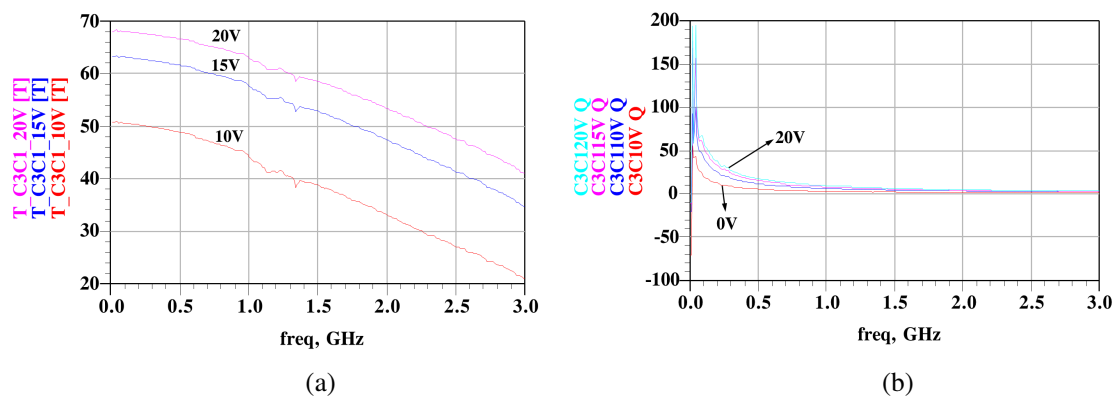 T_C3C1_20V [T]
T_C3C1_15V [T]
T_C3C1_10V [T]
70
60
50
40
30
20
20V
15V
10V
0.0 0.5 1.0 1.5 2.0 2.5 3.0
freq, GHz
(a)
C3C120V Q
C3C115V Q
C3C110V Q
C3C10V Q
200
150
100
50
0
-50
-100
20V
0V
0.0 0.5 1.0 1.5 2.0 2.5 3.0
freq, GHz
(b)